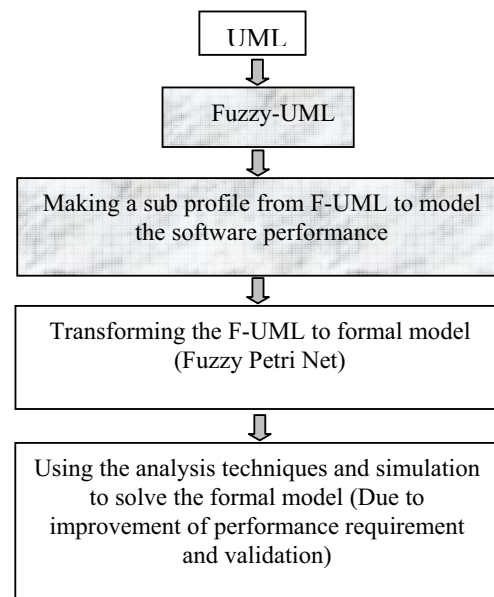 UML
Fuzzy-UML
Making a sub profile from F-UML to model
the software performance
Transforming the F-UML to formal model
(Fuzzy Petri Net)
Using the analysis techniques and simulation
to solve the formal model (Due to
improvement of performance requirement
and validation)